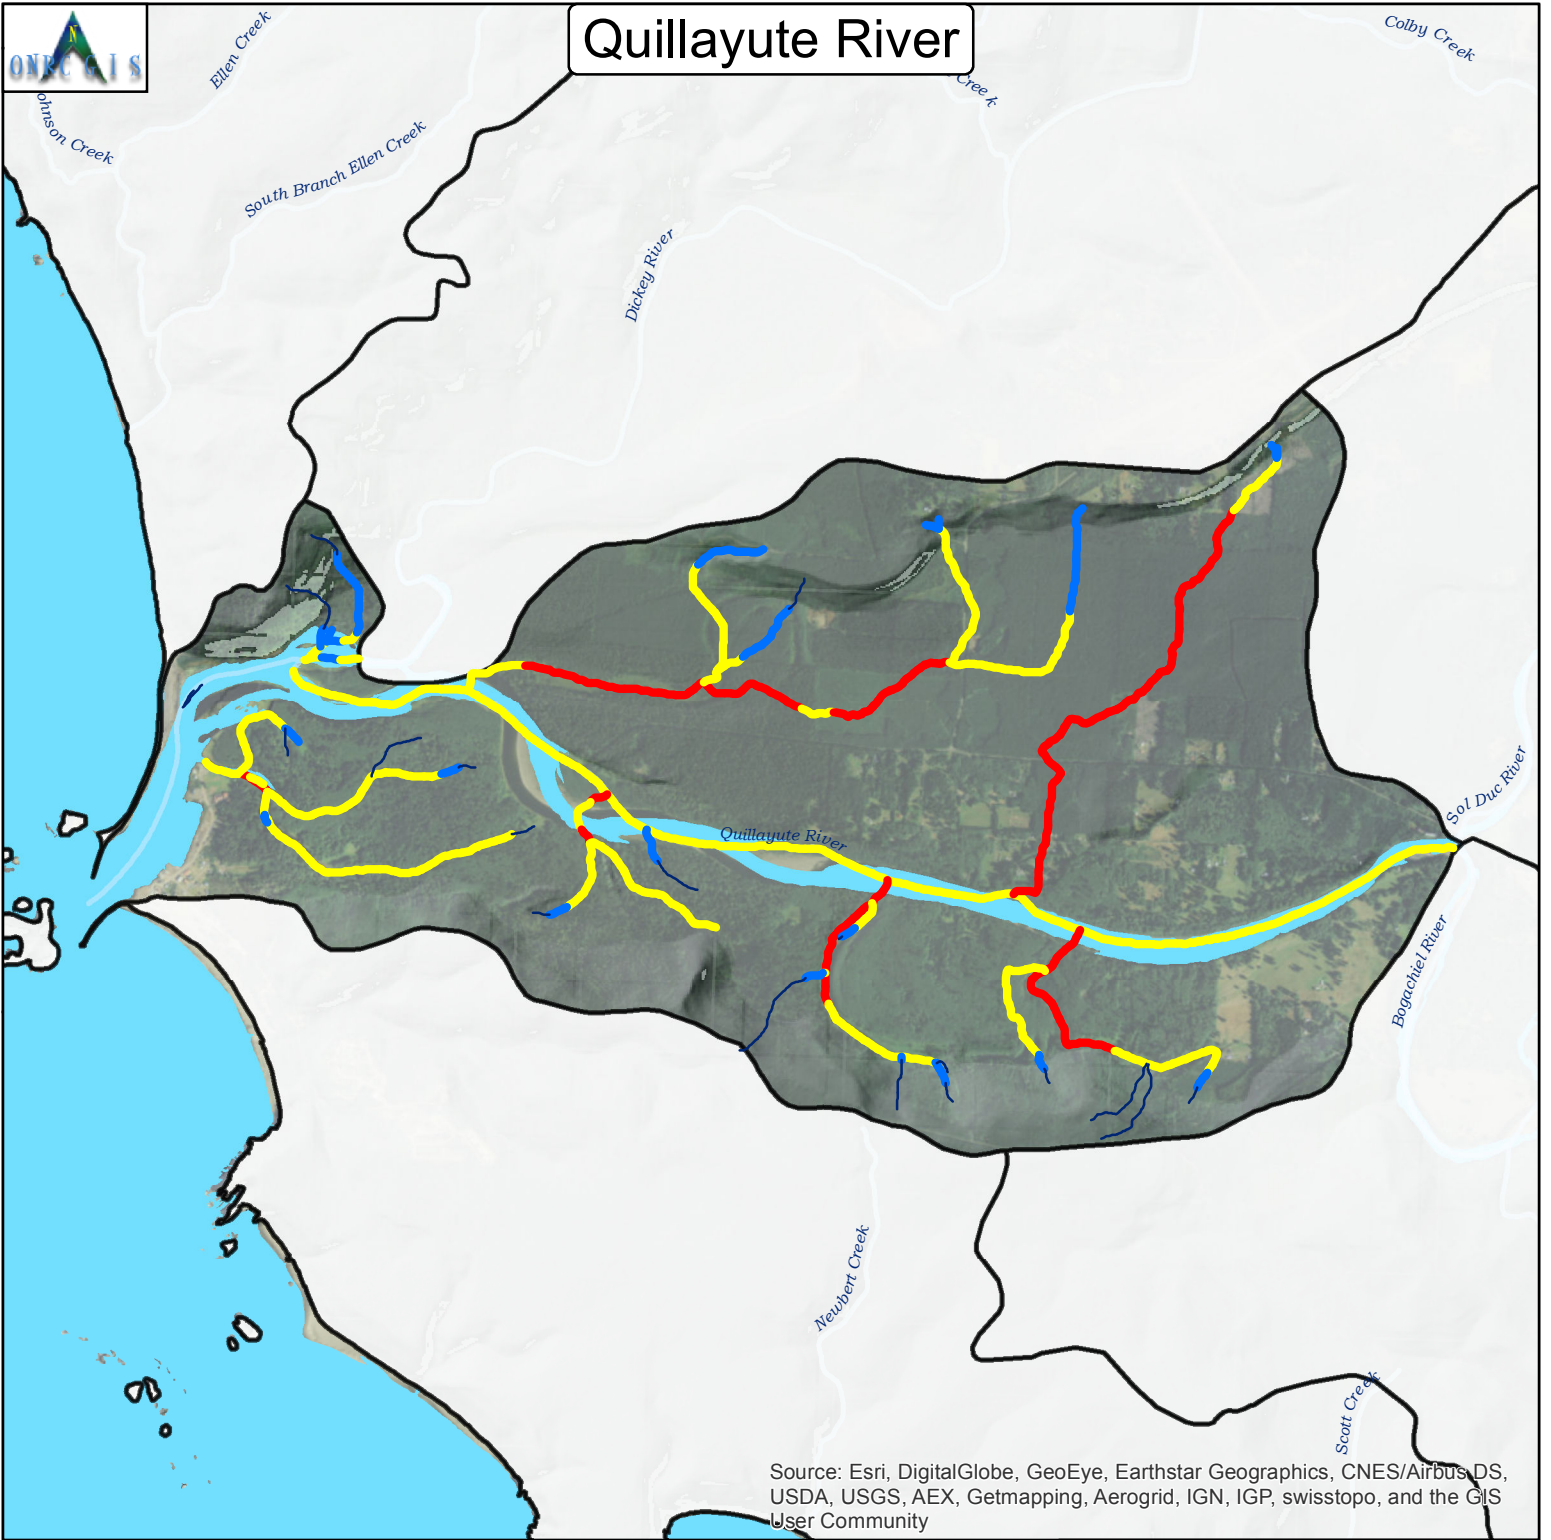 Quillayute River
N
ONRC GIS
Ellen Creek
Colby Creek
Creek
ohnson Creek
South Branch Ellen Creek
Dickey River
Sol Duc River
Quillayute River
Bogachiel River
Newbert Creek
Scott Creek
Source: Esri, DigitalGlobe, GeoEye, Earthstar Geographics, CNES/Airbus DS,
USDA, USGS, AEX, Getmapping, Aerogrid, IGN, IGP, swisstopo, and the GIS
User Community